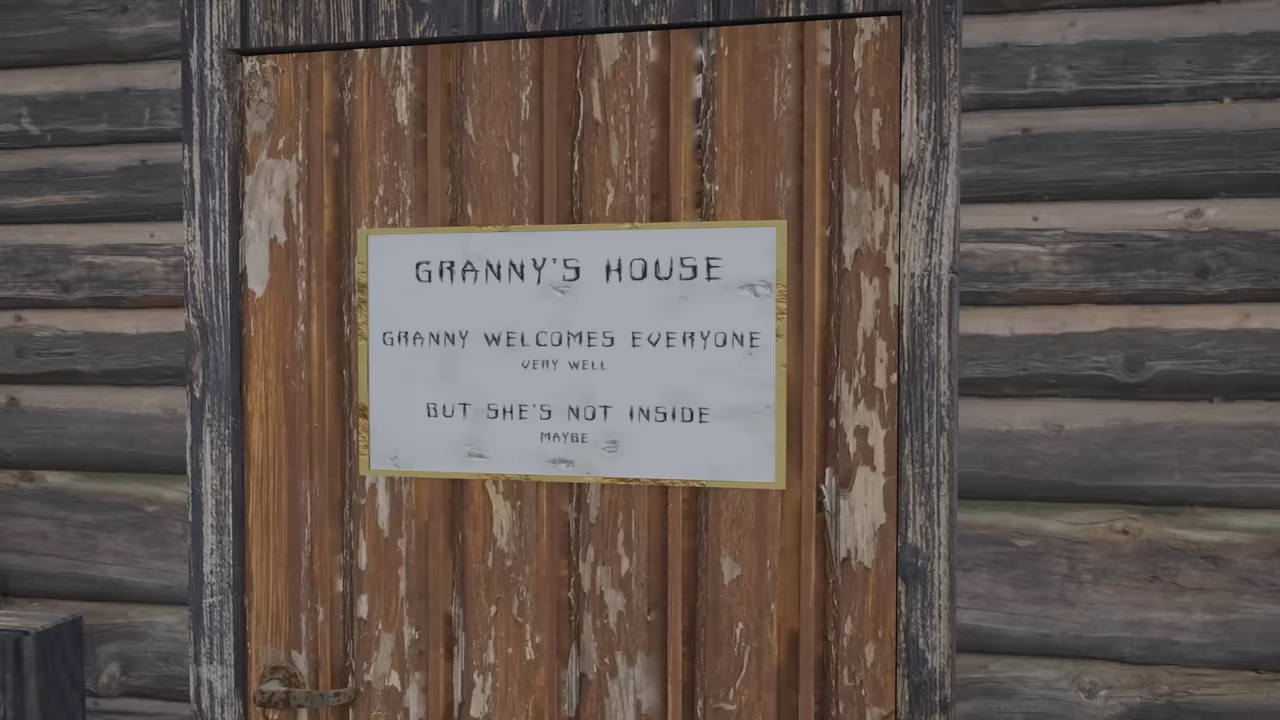 GRANNY'S HOUSE
GRANNY WELCOMES EVERYONE
VERY WELL
BUT SHE'S NOT INSIDE
MAYBE